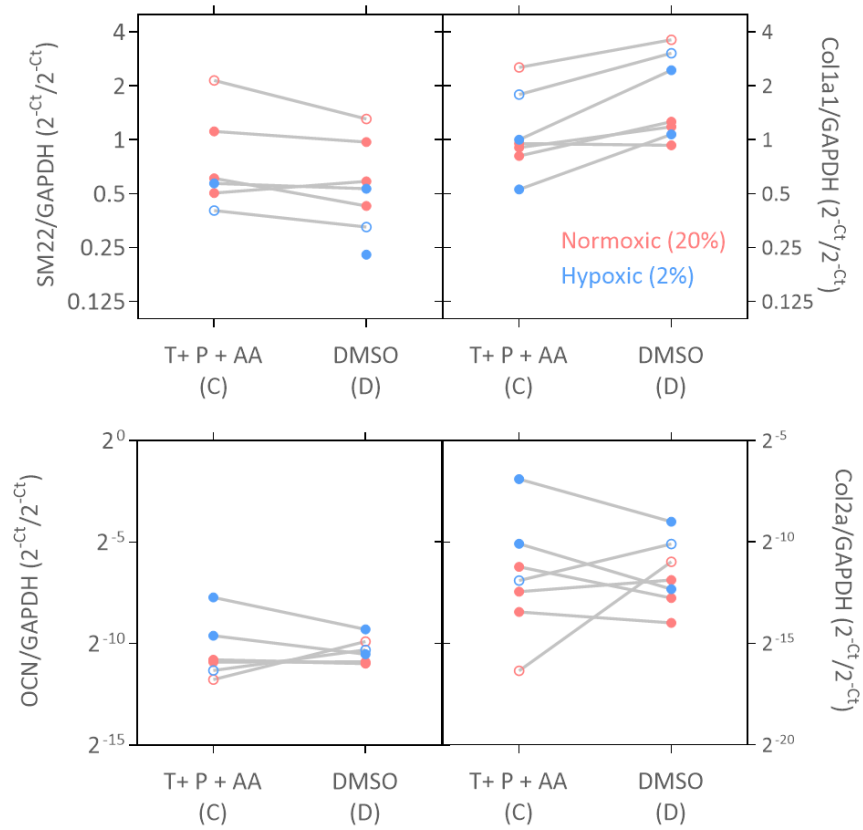 SM22/GAPDH (2^-Ct/2^-Ct)
4
2
1
0.5
0.25
0.125
Normoxic (20%)
Hypoxic (2%)
4
2
1
0.5
0.25
0.125
Col1a1/GAPDH (2^-Ct/2^-Ct)
T+ P + AA
(C)
DMSO
(D)
T+ P + AA
(C)
DMSO
(D)
OCN/GAPDH (2^-Ct/2^-Ct)
2^0
2^-5
2^-10
2^-15
2^-5
2^-10
2^-15
2^-20
Col2a/GAPDH (2^-Ct/2^-Ct)
T+ P + AA
(C)
DMSO
(D)
T+ P + AA
(C)
DMSO
(D)